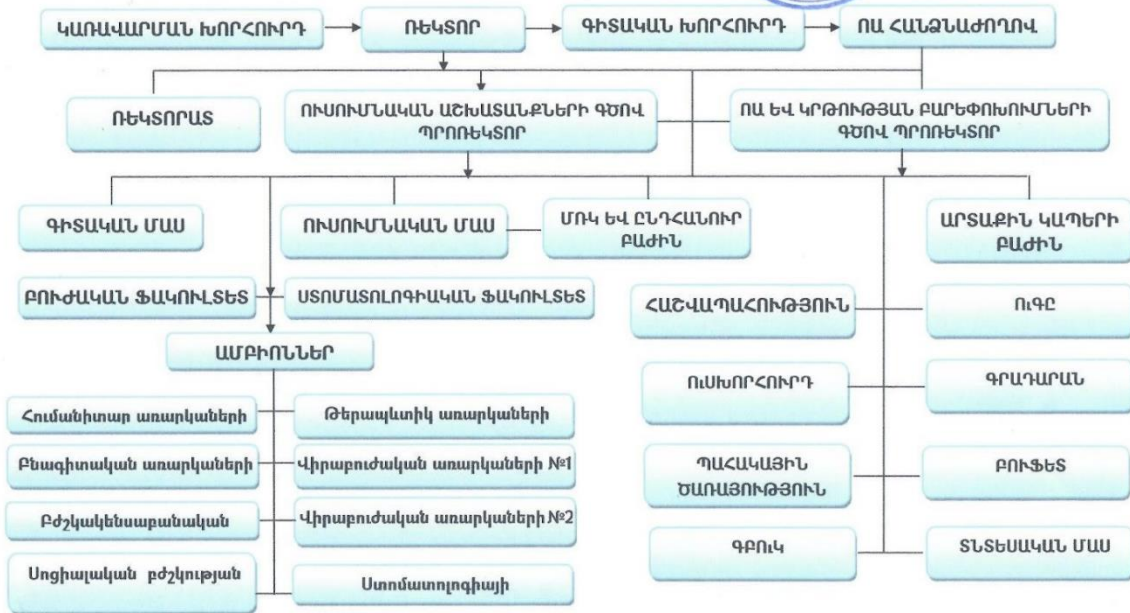 ԿԱՌԱՎԱՐՄԱՆ ԽՈՐՀՈՒՐԴ
ՌԵԿՏՈՐ
ԳԻՏԱԿԱՆ ԽՈՐՀՈՒՐԴ
ՈԱ ՀԱՆՁՆԱԺՈՂՈՎ
ՌԵԿՏՈՐԱՏ
ՈՒՍՈՒՄՆԱԿԱՆ ԱՇԽԱՏԱՆՔՆԵՐԻ ԳԾՈՎ
ՊՐՈՌԵԿՏՈՐ
ՈԱ ԵՎ ԿՐԹՈՒԹՅԱՆ ԲԱՐԵՓՈԽՈՒՄՆԵՐԻ
ԳԾՈՎ ՊՐՈՌԵԿՏՈՐ
ԳԻՏԱԿԱՆ ՄԱՍ
ՈՒՍՈՒՄՆԱԿԱՆ ՄԱՍ
ՄՌԿ ԵՎ ԸՆԴՀԱՆՈՒՐ
ԲԱԺԻՆ
ԱՐՏԱՔԻՆ ԿԱՊԵՐԻ
ԲԱԺԻՆ
ԲՈՒԺԱԿԱՆ ՖԱԿՈՒԼՏԵՏ
ՍՏՈՄԱՏՈԼՈԳԻԱԿԱՆ ՖԱԿՈՒԼՏԵՏ
ՀԱՇՎԱՊԱՀՈՒԹՅՈՒՆ
ՈւԳԸ
ԱՄԲԻՈՆՆԵՐ
ՈւՍԽՈՐՀՈՒՐԴ
ԳՐԱԴԱՐԱՆ
Հումանիտար առարկաների
Թերապևտիկ առարկաների
Բնագիտական առարկաների
Վիրաբուժական առարկաների №1
ՊԱՀԱԿԱՅԻՆ
ԾԱՌԱՅՈՒԹՅՈՒՆ
ԲՈՒՖԵՏ
Բժշկակենսաբանական
Վիրաբուժական առարկաների №2
ԳԲՈւԿ
ՏՆՏԵՍԱԿԱՆ ՄԱՍ
Սոցիալական բժշկության
Ստոմատոլոգիայի